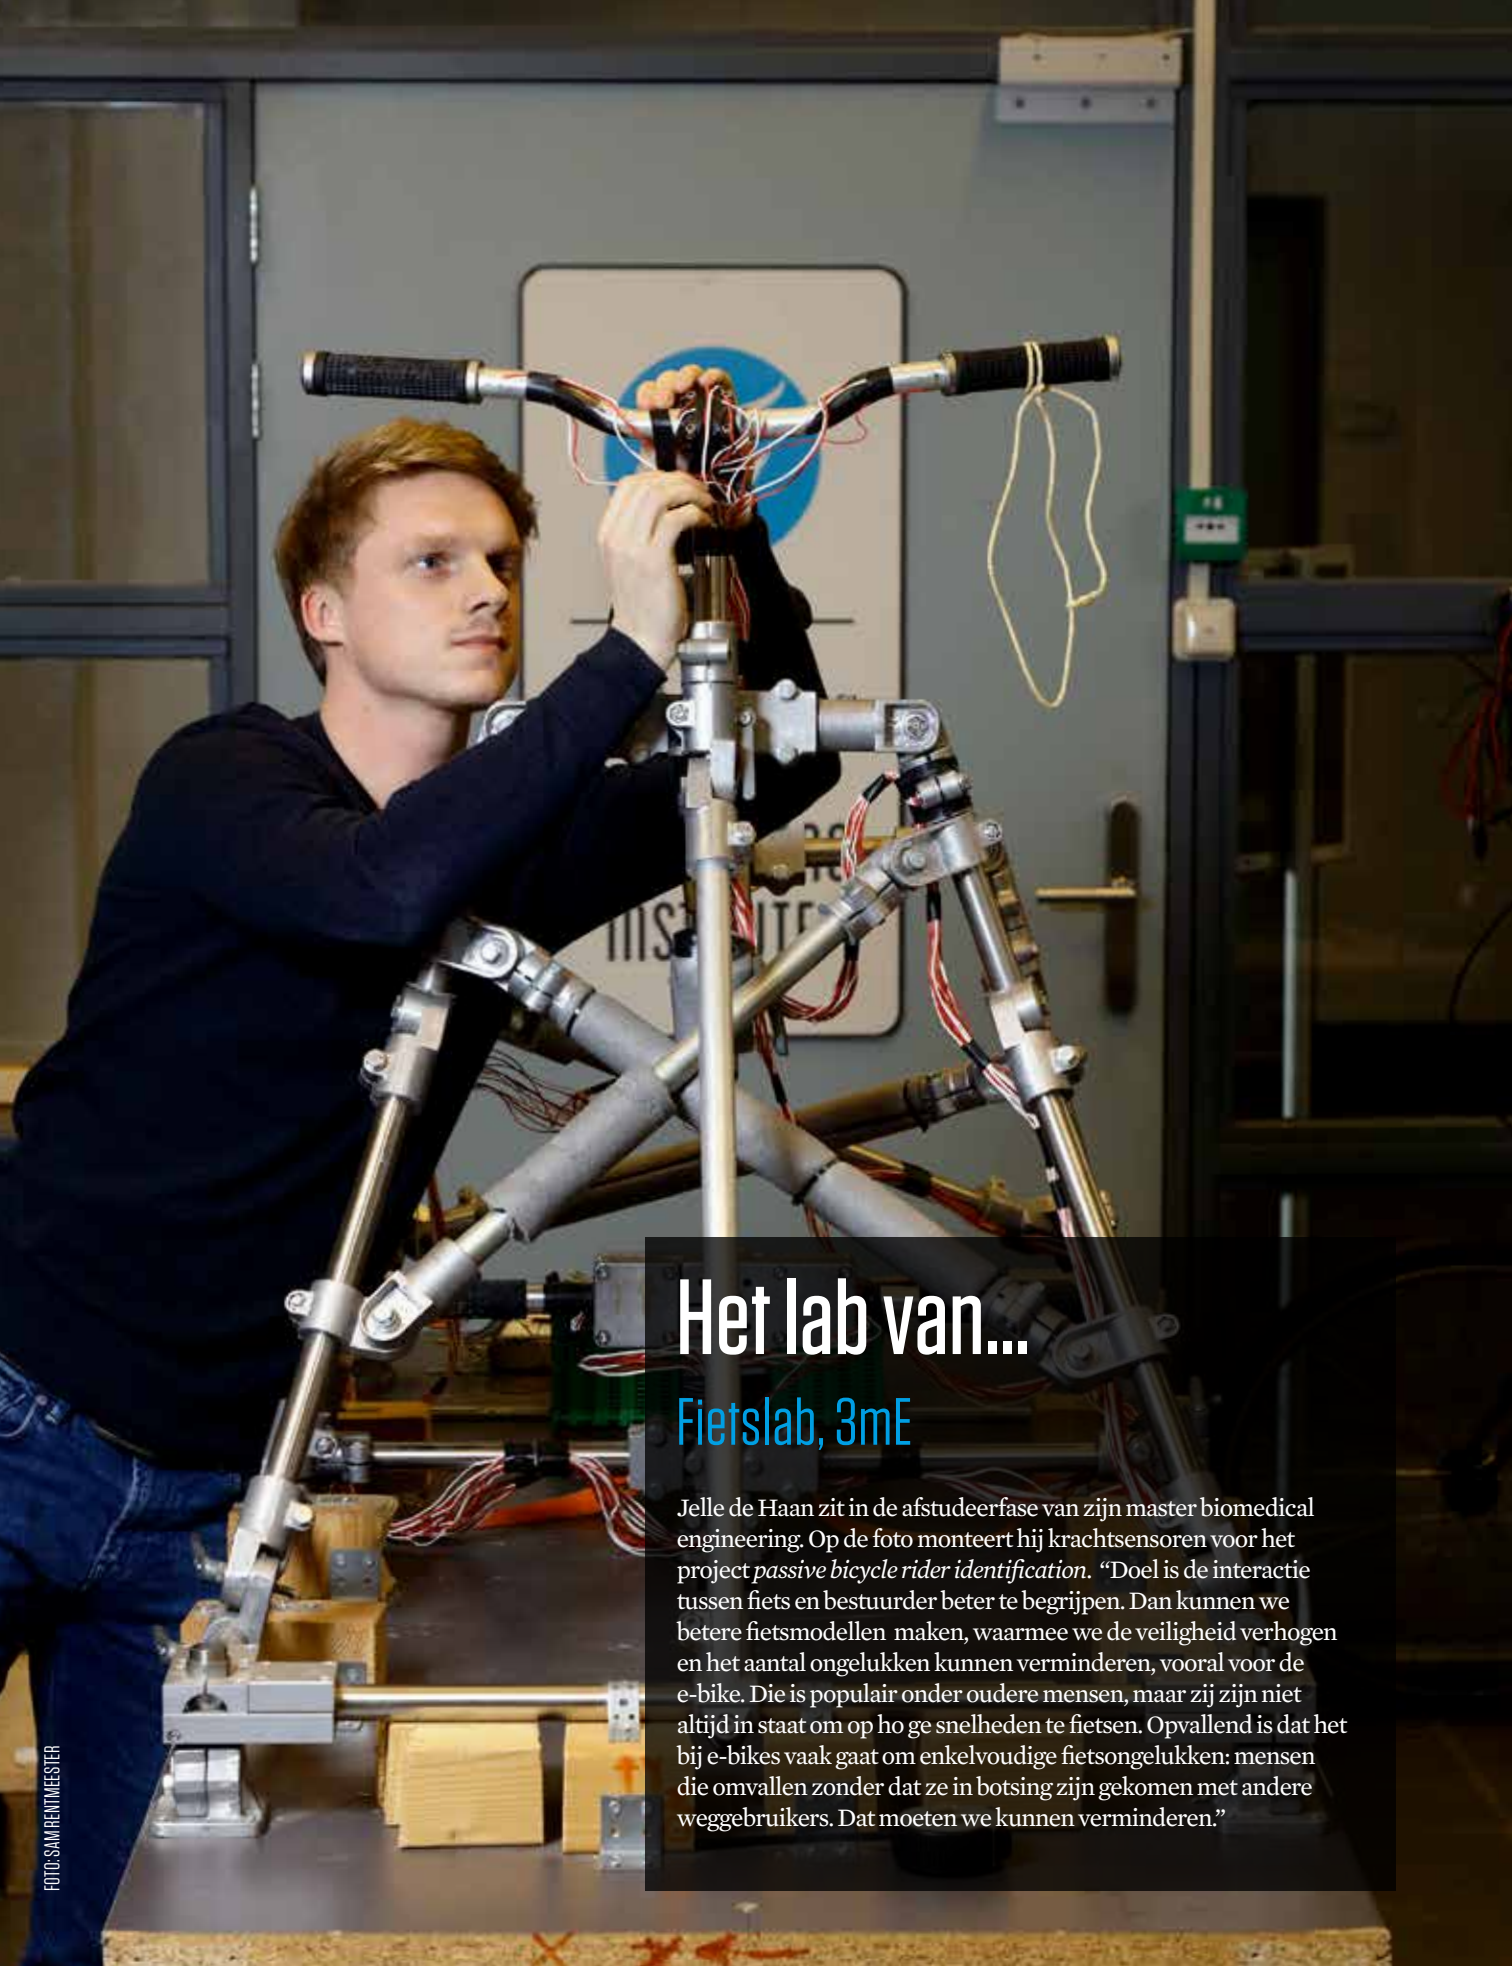 Het lab van...
Fietslab, 3mE
Jelle de Haan zit in de afstudeerfase van zijn master biomedical
engineering. Op de foto monteert hij krachtsensoren voor het
project passive bicycle rider identification. “Doel is de interactie
tussen fiets en bestuurder beter te begrijpen. Dan kunnen we
betere fietsmodellen maken, waarmee we de veiligheid verhogen
en het aantal ongelukken kunnen verminderen, vooral voor de
e-bike. Die is populair onder oudere mensen, maar zij zijn niet
altijd in staat om op ho ge snelheden te fietsen. Opvallend is dat het
bij e-bikes vaak gaat om enkelvoudige fietsongelukken: mensen
die omvallen zonder dat ze in botsing zijn gekomen met andere
weggebruikers. Dat moeten we kunnen verminderen.”
FOTO: SAM RENTMEESTER